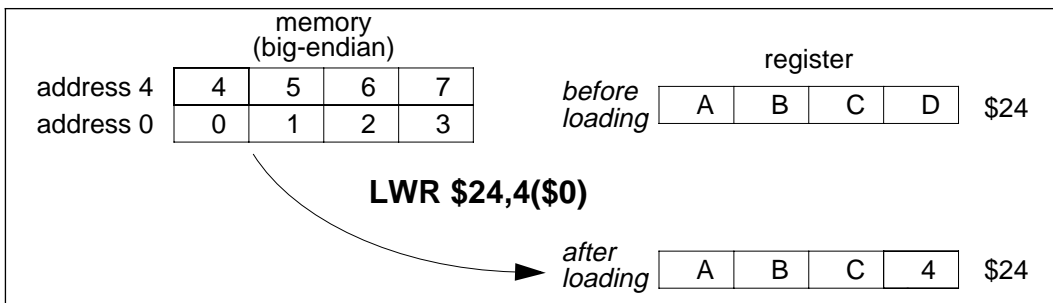 memory
(big-endian)
register
address 4 4 5 6 7
address 0 0 1 2 3
before
loading A B C D $24
LWR $24,4($0)
after
loading A B C 4 $24